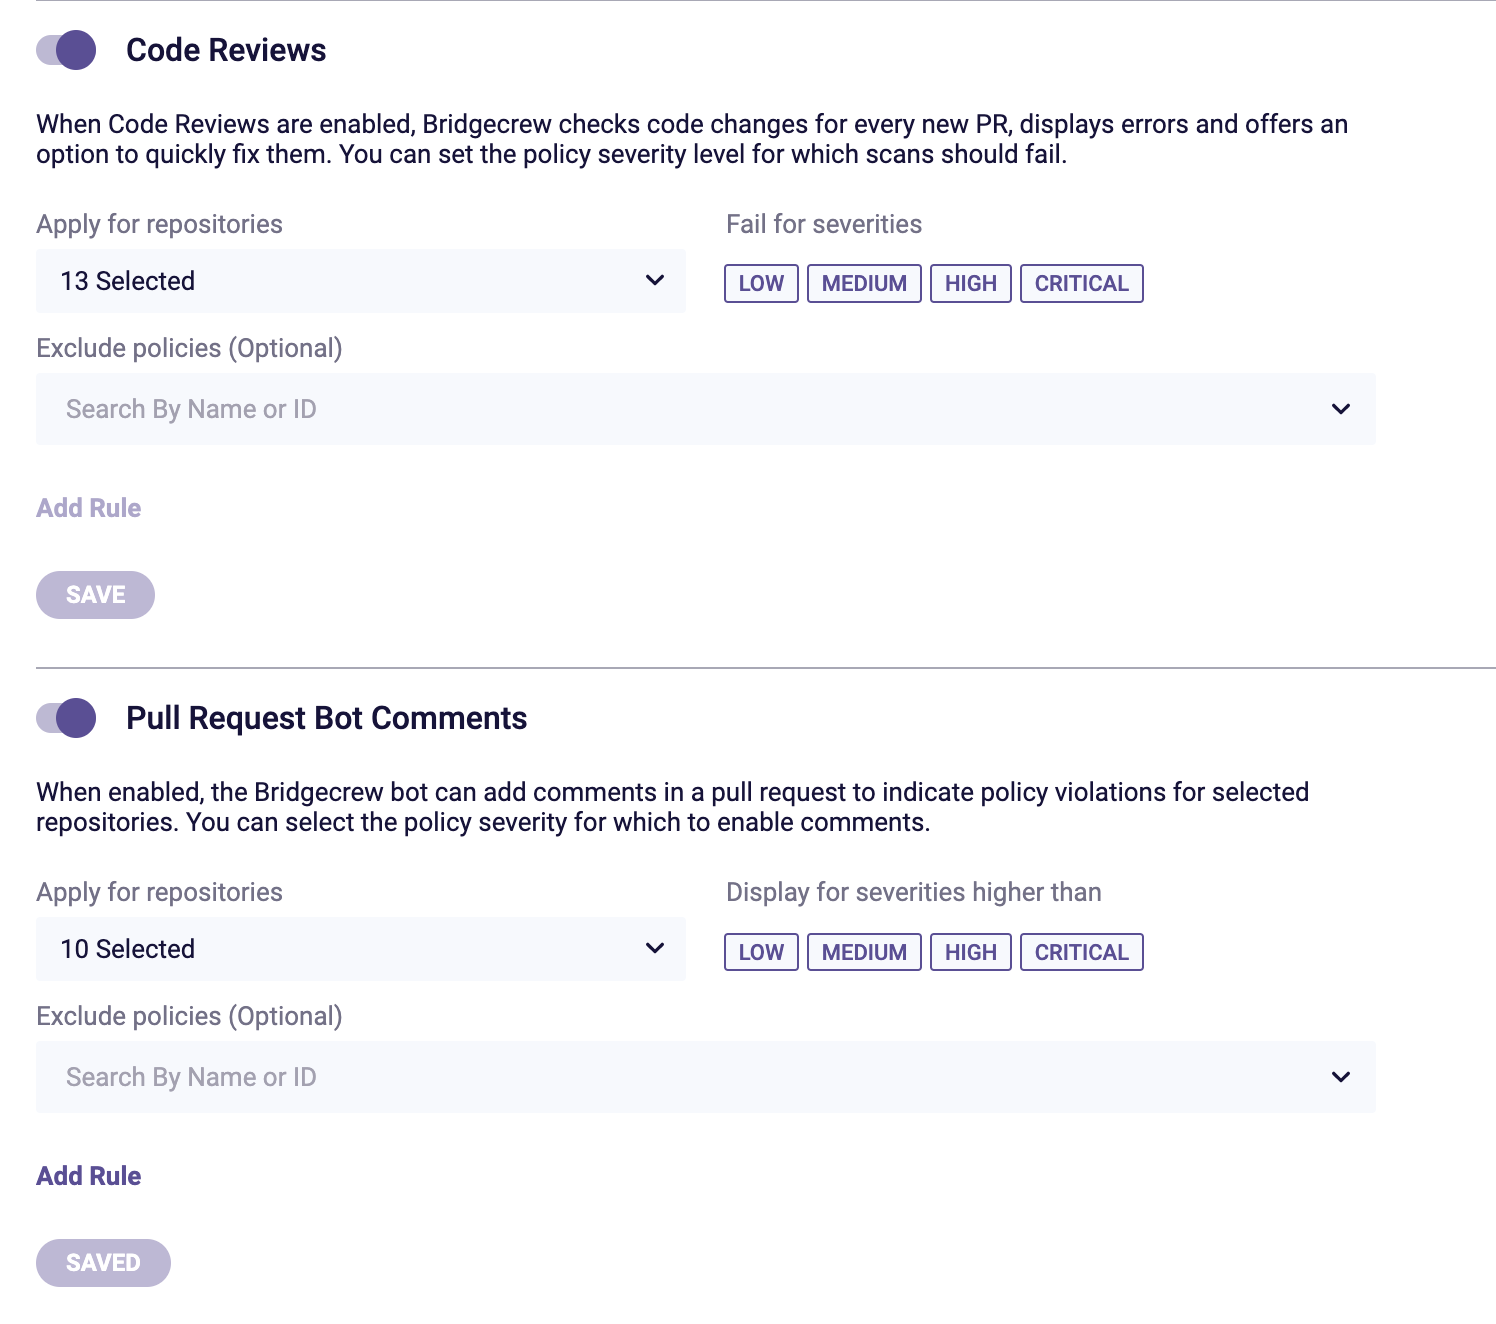 Code Reviews
When Code Reviews are enabled, Bridgecrew checks code changes for every new PR, displays errors and offers an
option to quickly fix them. You can set the policy severity level for which scans should fail.
Apply for repositories
Fail for severities
13 Selected
LOW MEDIUM HIGH CRITICAL
Exclude policies (Optional)
Search By Name or ID
Add Rule
SAVE
Pull Request Bot Comments
When enabled, the Bridgecrew bot can add comments in a pull request to indicate policy violations for selected
repositories. You can select the policy severity for which to enable comments.
Apply for repositories
Display for severities higher than
10 Selected
LOW MEDIUM HIGH CRITICAL
Exclude policies (Optional)
Search By Name or ID
Add Rule
SAVED